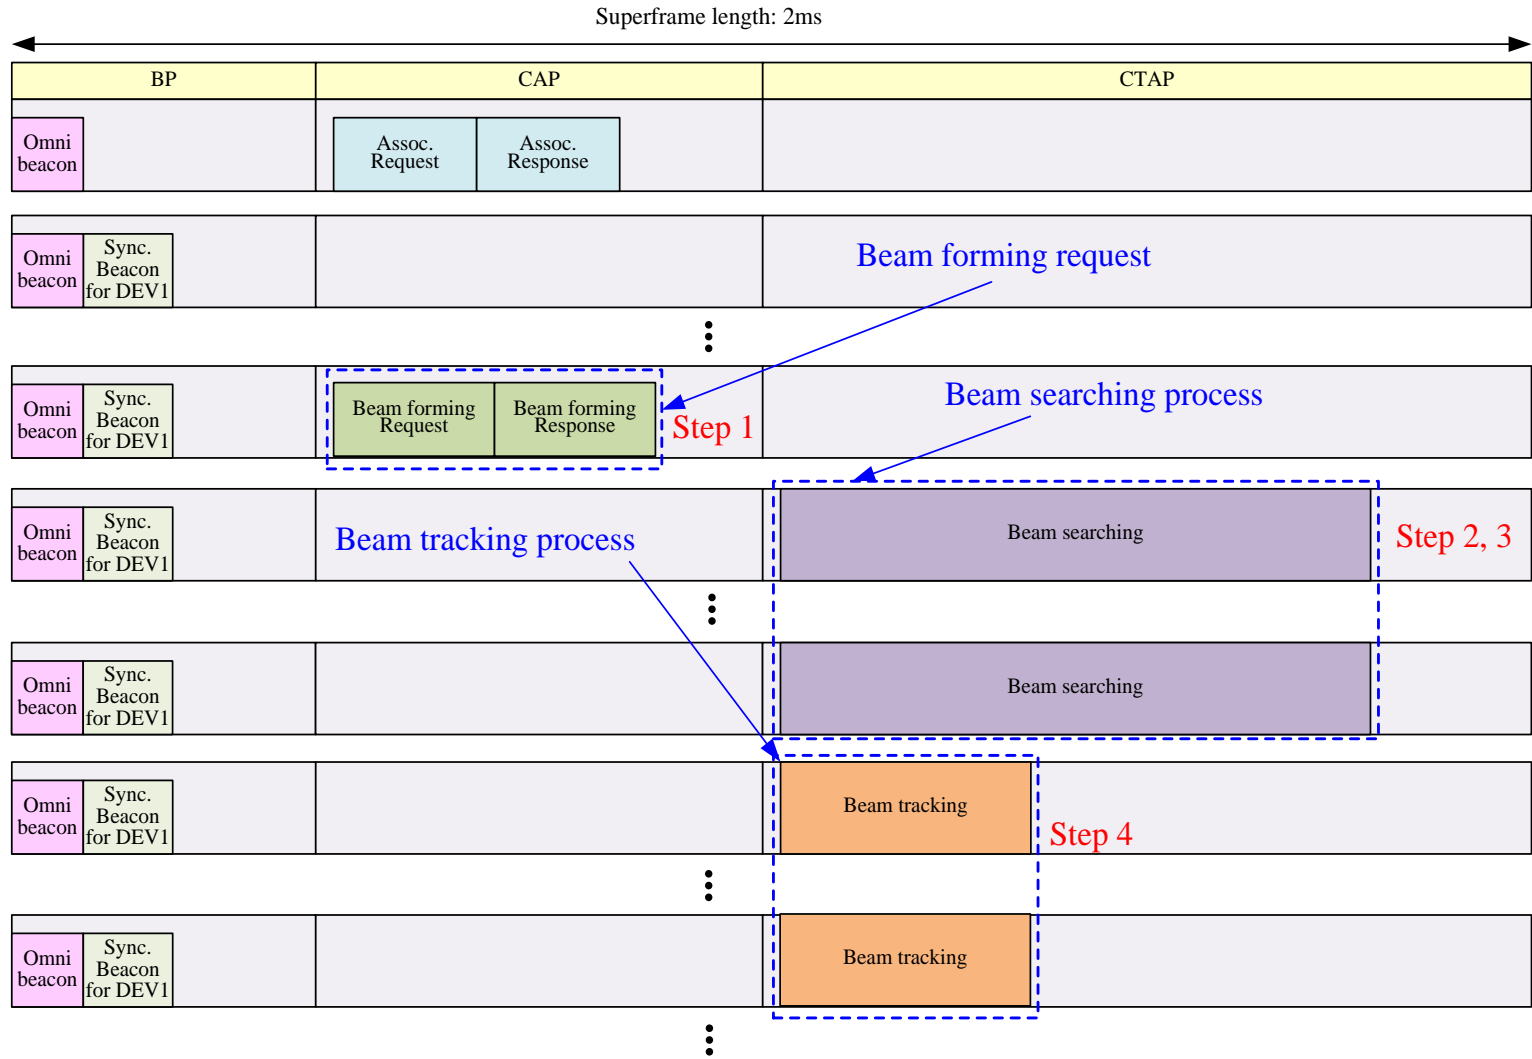 Superframe length: 2ms
BP
CAP
CTAP
Omni
beacon
Assoc.
Request
Assoc.
Response
Omni
beacon
Sync.
Beacon
for DEV1
Beam forming request
Omni
beacon
Sync.
Beacon
for DEV1
Beam forming
Request
Beam forming
Response
Step 1
Beam searching process
Omni
beacon
Sync.
Beacon
for DEV1
Beam tracking process
Beam searching
Step 2, 3
Omni
beacon
Sync.
Beacon
for DEV1
Beam searching
Omni
beacon
Sync.
Beacon
for DEV1
Beam tracking
Step 4
Omni
beacon
Sync.
Beacon
for DEV1
Beam tracking